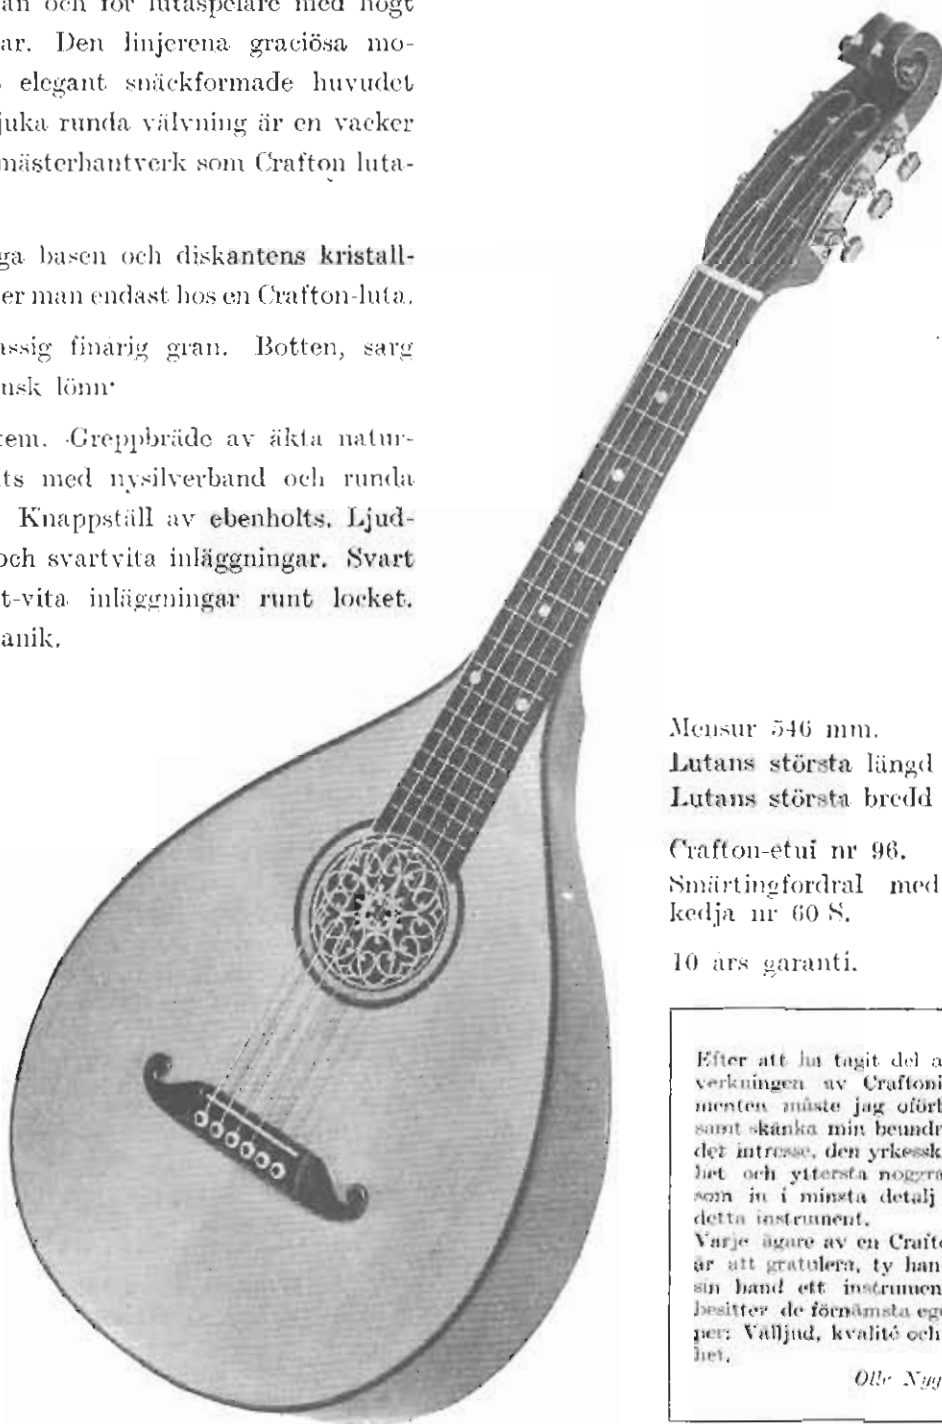 an och för lutaspelare med högt
ar. Den linjerena graciösa mo-
elegant snäckformade huvudet
juka runda välvning är en vacker
mästerhantverk som Crafton luta-
ga basen och diskantens kristall-
er man endast hos en Crafton-luta.
assig finårig gran. Botten, sarg
nsk lönn
tem. Greppbräde av äkta natur-
ts med nysilverband och runda
Knappställ av ebenholts. Ljud-
och svartvita inläggningar. Svart
t-vita inläggningar runt locket.
anik.
Mensur 546 mm.
Lutans största längd
Lutans största bredd
Crafton-etui nr 96.
Smärtingfordral med
kedja nr 60 S.
10 års garanti.
Efter att ha tagit del a
verkningen av Craftoni
menten måste jag oförb
samt skänka min beundr
det intresse, den yrkessk
het och yttersta noggra
som in i minsta detalj
detta instrument.
Varje ägare av en Crafto
är att gratulera, ty han
sin hand ett instrumen
besitter de förnämsta ege
per: Välljud, kvalité och
het.
Olle Nyg